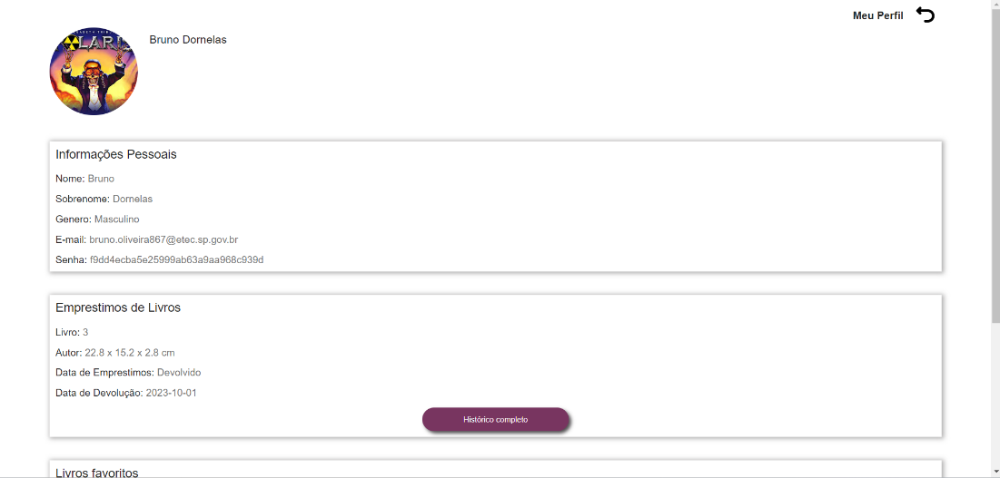 Meu Perfil
Bruno Dornelas
Informações Pessoais
Nome: Bruno
Sobrenome: Dornelas
Genero: Masculino
E-mail: bruno.oliveira867@etec.sp.gov.br
Senha: f9dd4ecba5e25999ab63a9aa968c939d
Emprestimos de Livros
Livro: 3
Autor: 22.8 x 15.2 x 2.8 cm
Data de Emprestimos: Devolvido
Data de Devolução: 2023-10-01
Histórico completo
Livros favoritos